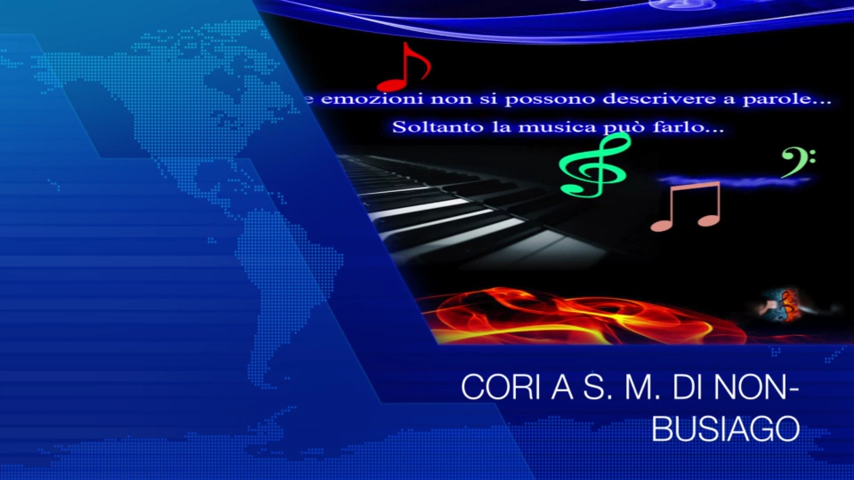 e emozioni non si possono descrivere a parole...
Soltanto la musica può farlo...
CORI A S. M. DI NON-
BUSIAGO